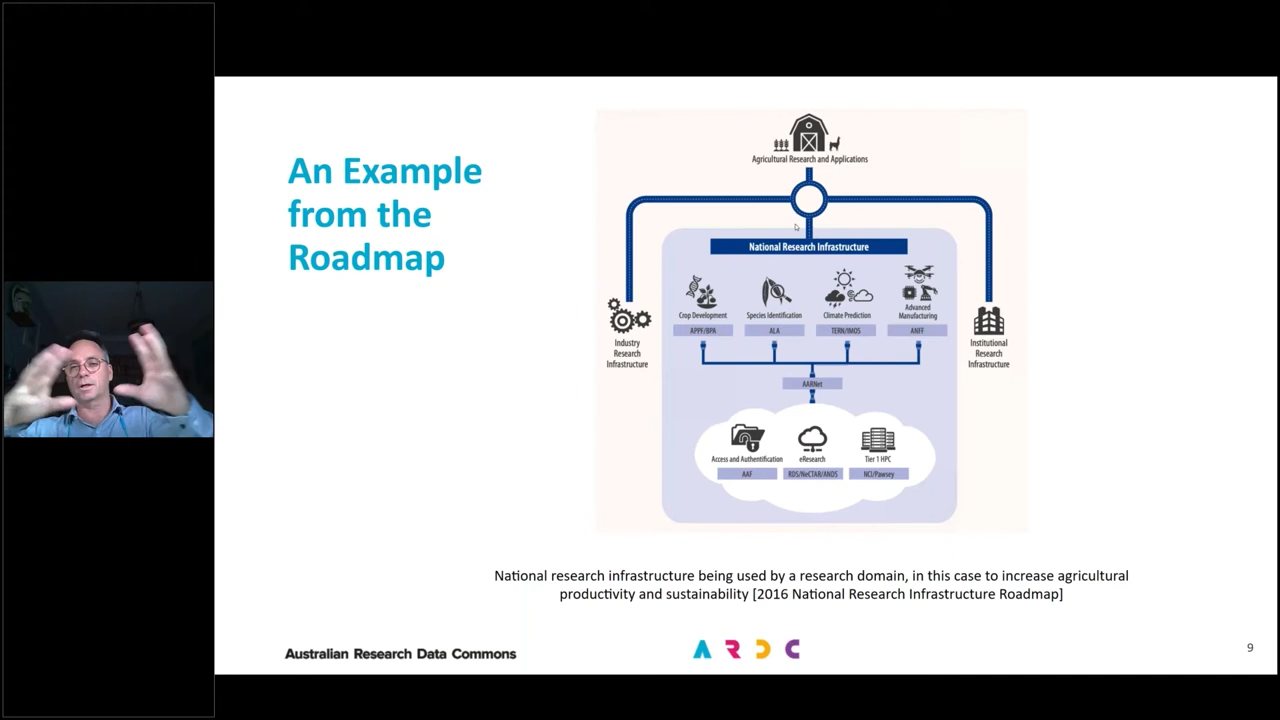 An Example
from the
Roadmap
Agricultural Research and Applications
National Research Infrastructure
Crop Development
APPF/BPA
Species Identification
ALA
Climate Prediction
TERN/IMOS
Advanced
Manufacturing
ANFF
Industry
Research
Infrastructure
Institutional
Research
Infrastructure
AARNet
Access and Authentification
AAF
eResearch
RDS/NeCTAR/ANDS
Tier 1 HPC
NCI/Pawsey
National research infrastructure being used by a research domain, in this case to increase agricultural
productivity and sustainability [2016 National Research Infrastructure Roadmap]
Australian Research Data Commons
ARDC
9